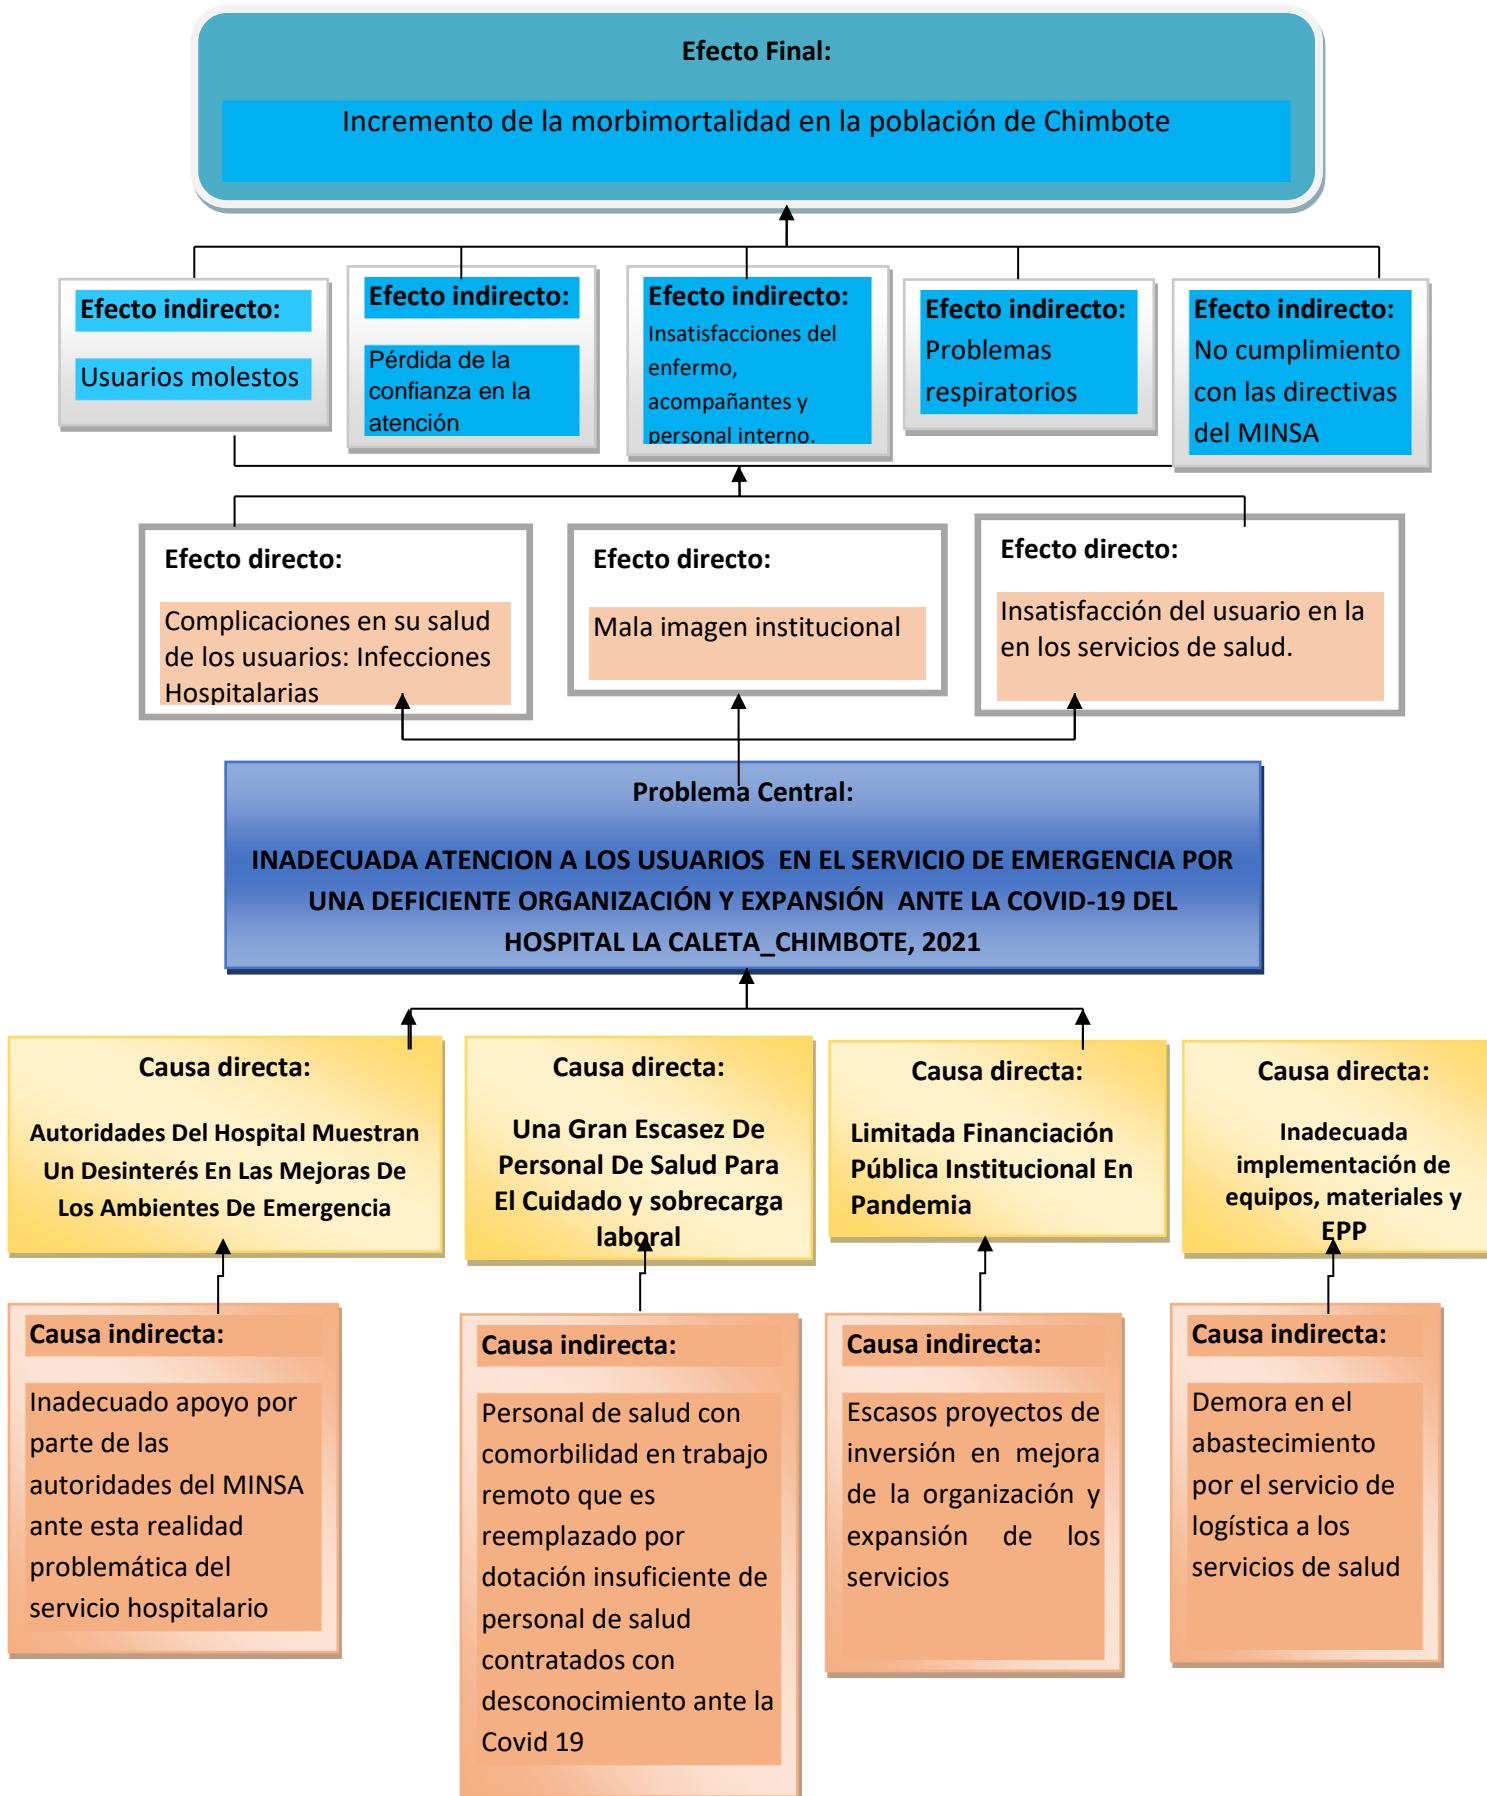 Efecto Final:
Incremento de la morbimortalidad en la población de Chimbote
Efecto indirecto:
Usuarios molestos
Efecto indirecto:
Pérdida de la
confianza en la
atención
Efecto indirecto:
Insatisfacciones del
enfermo,
acompañantes y
personal interno.
Efecto indirecto:
Problemas
respiratorios
Efecto indirecto:
No cumplimiento
con las directivas
del MINSA
Efecto directo:
Complicaciones en su salud
de los usuarios: Infecciones
Hospitalarias
Efecto directo:
Mala imagen institucional
Efecto directo:
Insatisfacción del usuario en la
en los servicios de salud.
Problema Central:
INADECUADA ATENCION A LOS USUARIOS EN EL SERVICIO DE EMERGENCIA POR
UNA DEFICIENTE ORGANIZACIÓN Y EXPANSIÓN ANTE LA COVID-19 DEL
HOSPITAL LA CALETA_CHIMBOTE, 2021
Causa directa:
Autoridades Del Hospital Muestran
Un Desinterés En Las Mejoras De
Los Ambientes De Emergencia
Causa directa:
Una Gran Escasez De
Personal De Salud Para
El Cuidado y sobrecarga
laboral
Causa directa:
Limitada Financiación
Pública Institucional En
Pandemia
Causa directa:
Inadecuada
implementación de
equipos, materiales y
EPP
Causa indirecta:
Inadecuado apoyo por
parte de las
autoridades del MINSA
ante esta realidad
problemática del
servicio hospitalario
Causa indirecta:
Personal de salud con
comorbilidad en trabajo
remoto que es
reemplazado por
dotación insuficiente de
personal de salud
contratados con
desconocimiento ante la
Covid 19
Causa indirecta:
Escasos proyectos de
inversión en mejora
de la organización y
expansión de los
servicios
Causa indirecta:
Demora en el
abastecimiento
por el servicio de
logística a los
servicios de salud